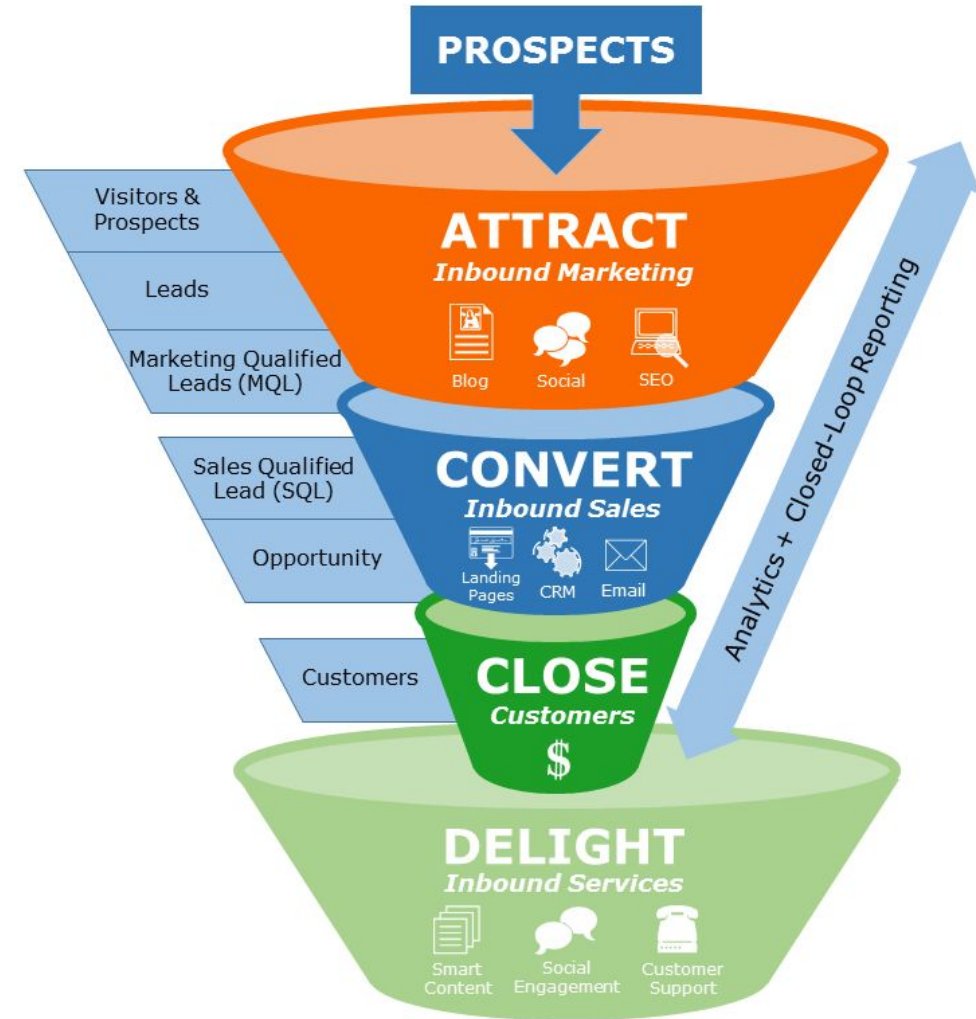 PROSPECTS
Visitors &
Prospects
Leads
Marketing Qualified
Leads (MQL)
ATTRACT
Inbound Marketing
Blog
Social
SEO
Sales Qualified
Lead (SQL)
Opportunity
CONVERT
Inbound Sales
Landing
Pages
CRM
Email
Customers
CLOSE
Customers
$
DELIGHT
Inbound Services
Smart
Content
Social
Engagement
Customer
Support
Analytics + Closed-Loop Reporting